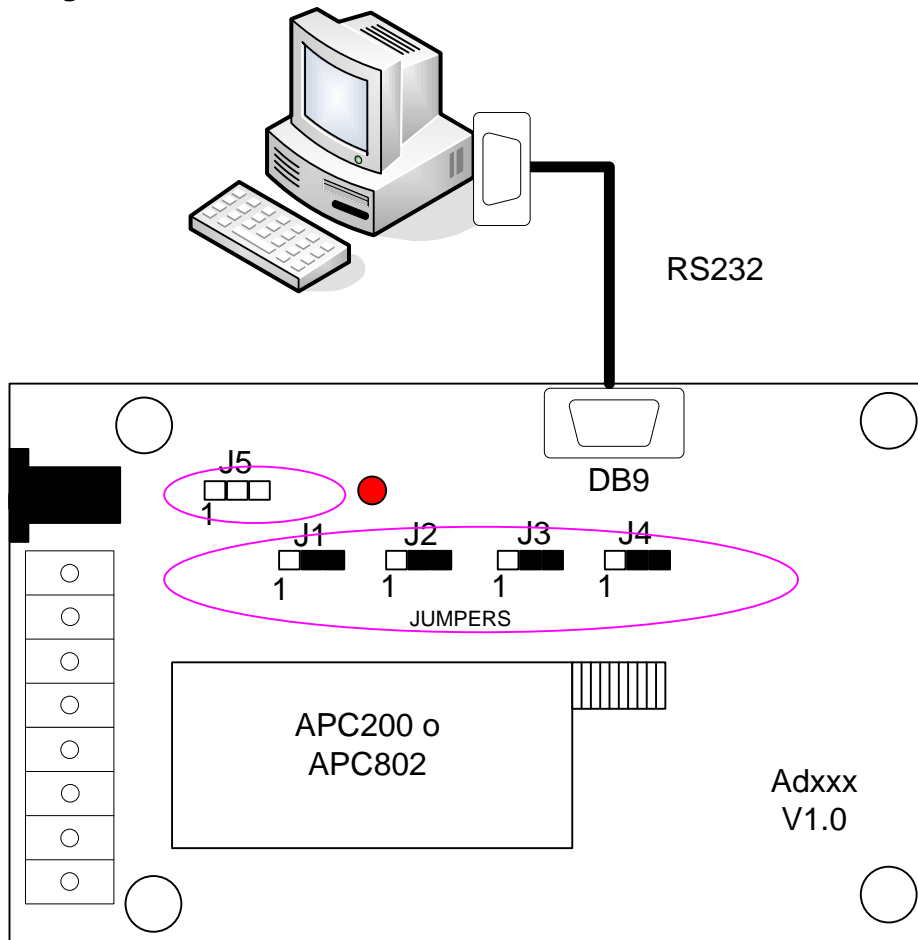 RS232
DB9
J5
1
J1 J2 J3 J4
1 1 1 1
JUMPERS
APC200 o
APC802
Adxxx
V1.0